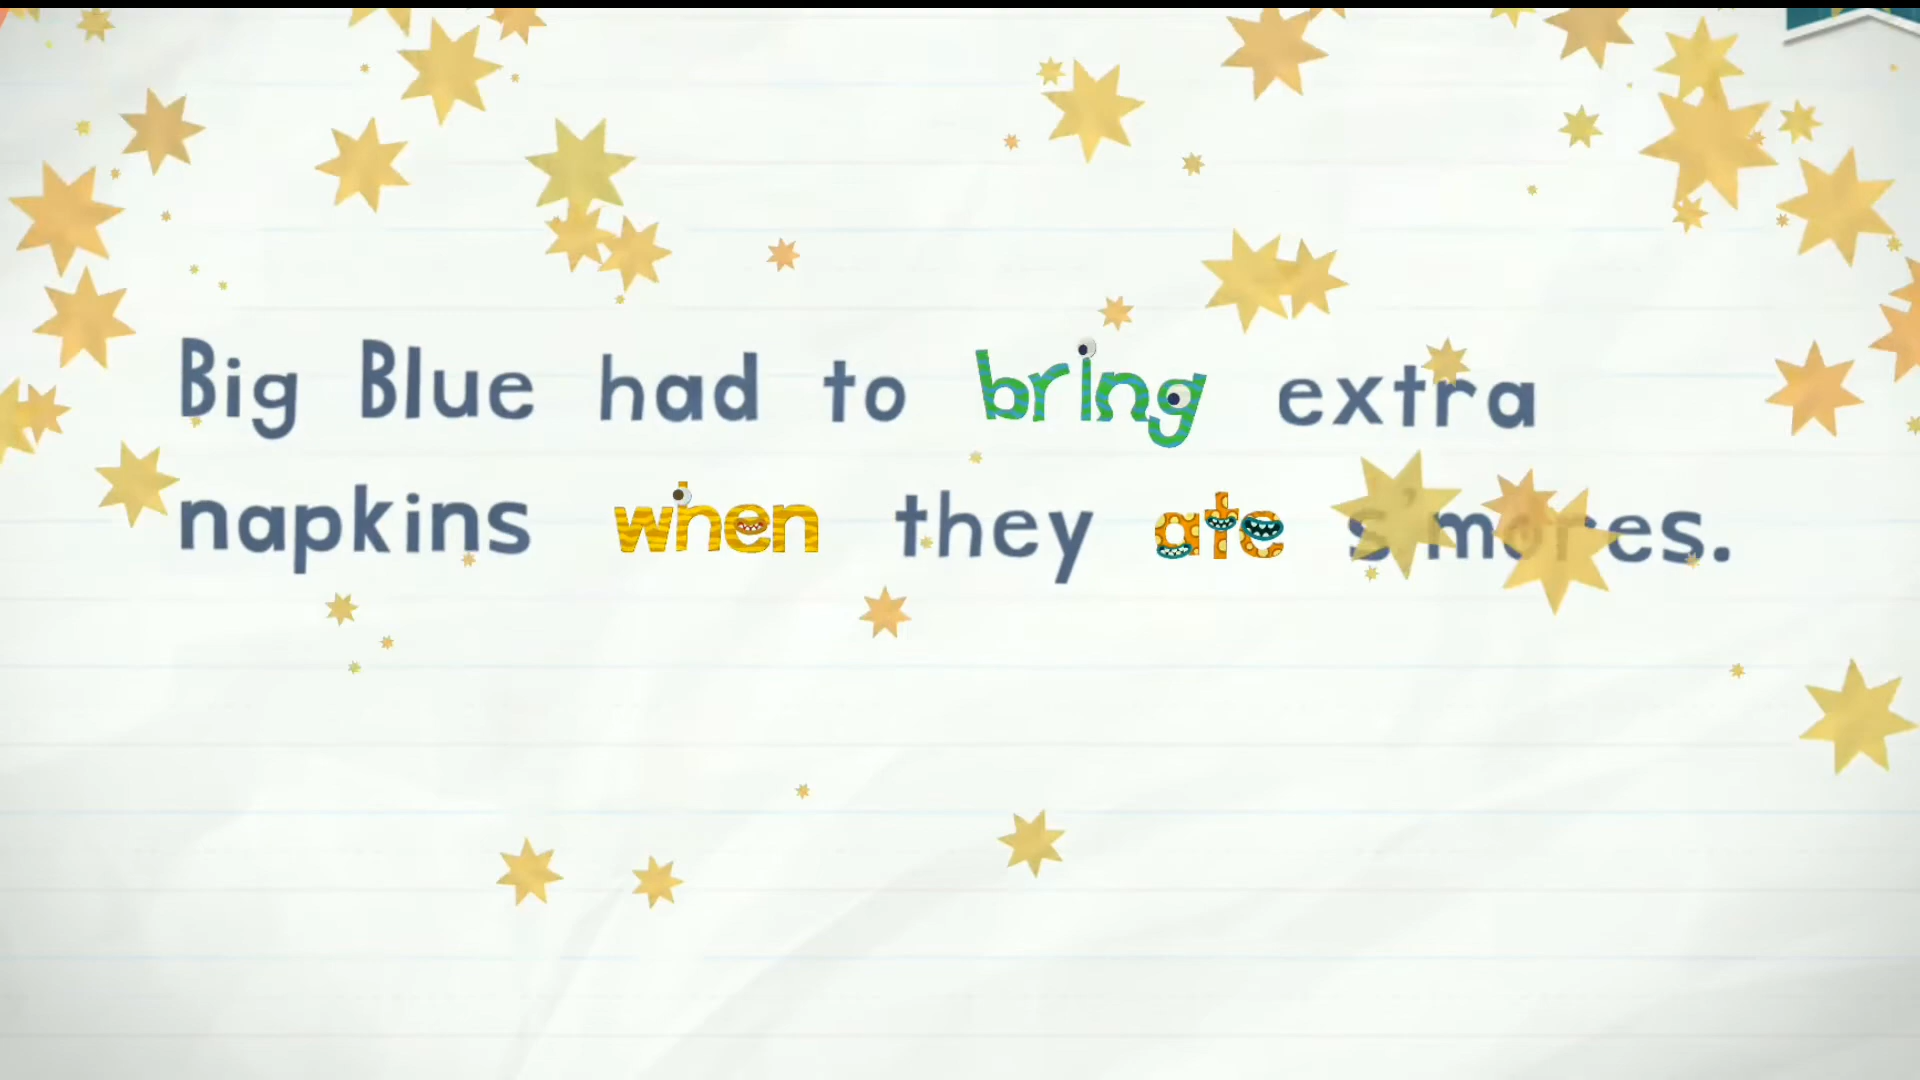 Big Blue had to bring extra
napkins when they ate s'mores.